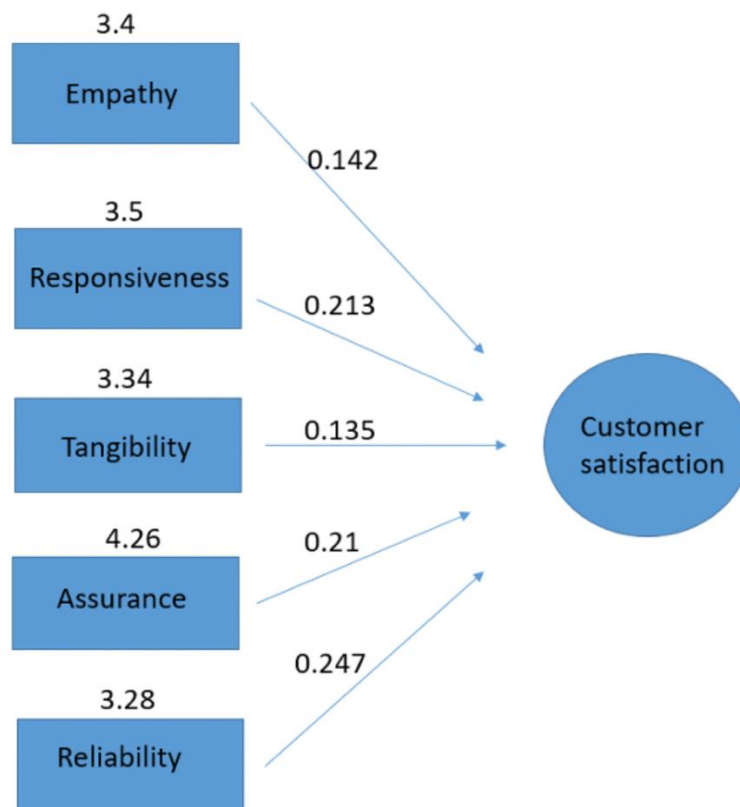 3.4
Empathy
0.142
3.5
Responsiveness
0.213
3.34
Tangibility
0.135
Customer
satisfaction
4.26
Assurance
0.21
3.28
Reliability
0.247